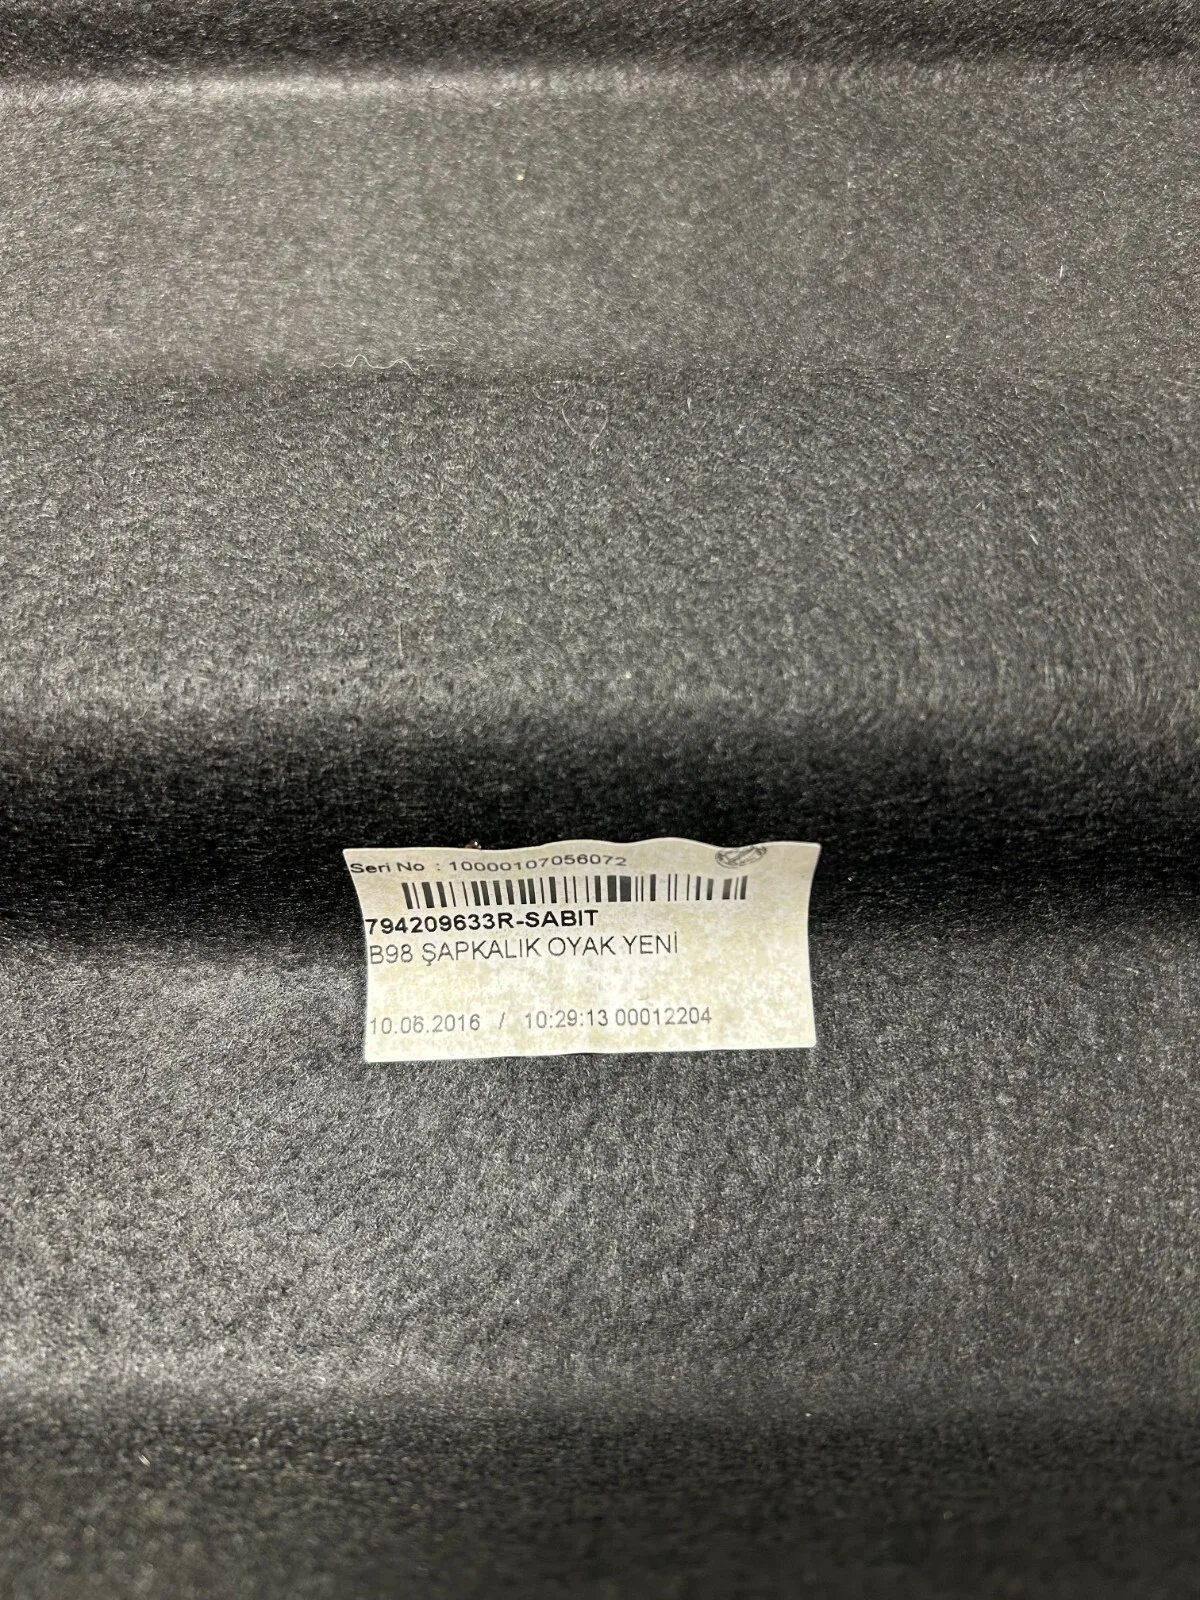 Seri No : 10000107056072
794209633R-SABIT
B98 ŞAPKALIK OYAK YENİ
10.06.2016 / 10:29:13 00012204